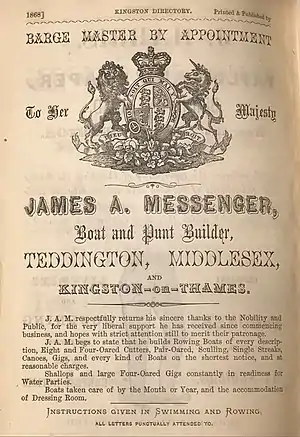 1868]
KINGSTON DIRECTORY.
Printed & Published by
BARGE MASTER BY APPOINTMENT
To Her Majesty
JAMES A. MESSENGER,
Boat and Punt Builder,
TEDDINGTON, MIDDLESEX,
AND
KINGSTON-on-THAMES.
J. A. M. respectfully returns his sincere thanks to the Nobility and
Public, for the very liberal support he has received since commencing
business, and hopes with strict attention still to merit their patronage.
J. A. M. begs to state that he builds Rowing Boats of every descrip-
tion, Eight and Four-Oared Cutters, Pair-Oared, Sculling, Single Streaks,
Canoes, Gigs, and every kind of Boats on the shortest notice, and at
reasonable charges.
Shallops and large Four-Oared Gigs constantly in readiness for
Water Parties.
Boats taken care of by the Month or Year, and the accommodation
of Dressing Room.
INSTRUCTIONS GIVEN IN SWIMMING AND ROWING.
ALL LETTERS PUNCTUALLY ATTENDED TO.